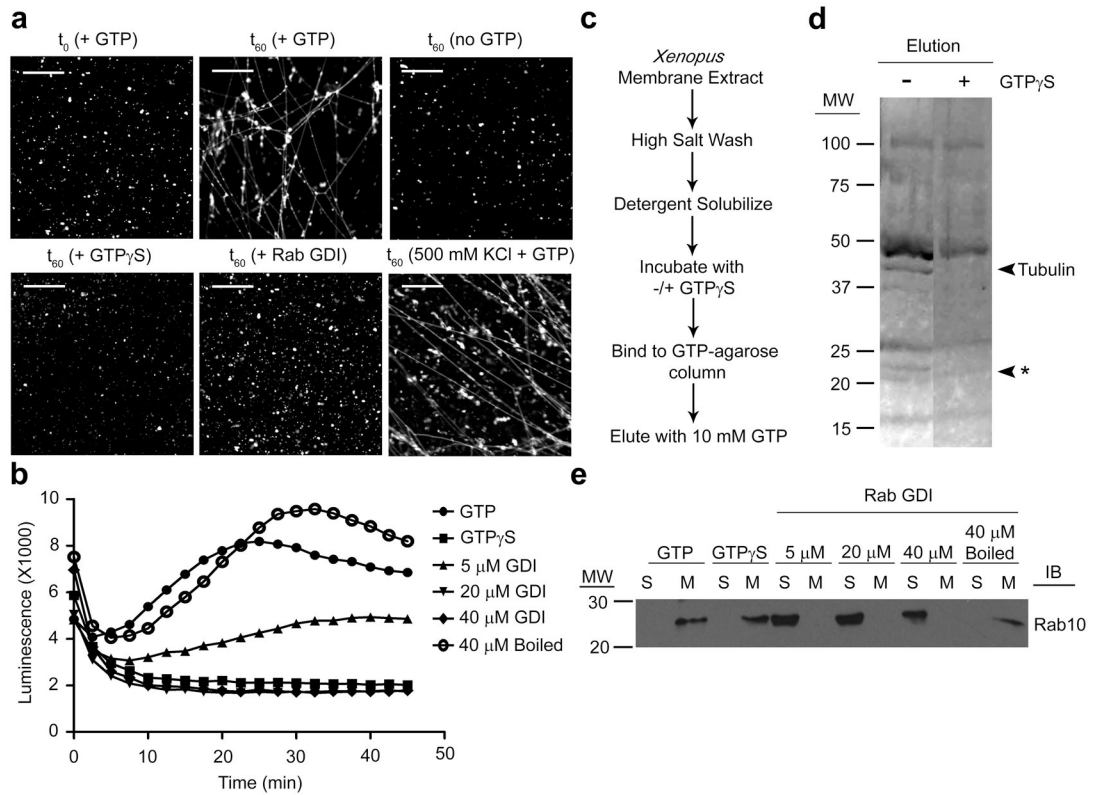 a
t0 (+ GTP)
t60 (+ GTP)
t60 (no GTP)
t60 (+ GTPγS)
t60 (+ Rab GDI)
t60 (500 mM KCl + GTP)
b
Luminescence (X1000)
10
8
6
4
2
0
0
10
20
30
40
50
Time (min)
GTP
GTPγS
5 μM GDI
20 μM GDI
40 μM GDI
40 μM Boiled
c
Xenopus
Membrane Extract
High Salt Wash
Detergent Solubilize
Incubate with
-/+ GTPγS
Bind to GTP-agarose
column
Elute with 10 mM GTP
d
Elution
- + GTPγS
MW
100
75
50
37
25
20
15
Tubulin
*
e
Rab GDI
GTP GTPγS 5 μM 20 μM 40 μM 40 μM
Boiled
MW S M S M S M S M S M S M IB
30
20
Rab10